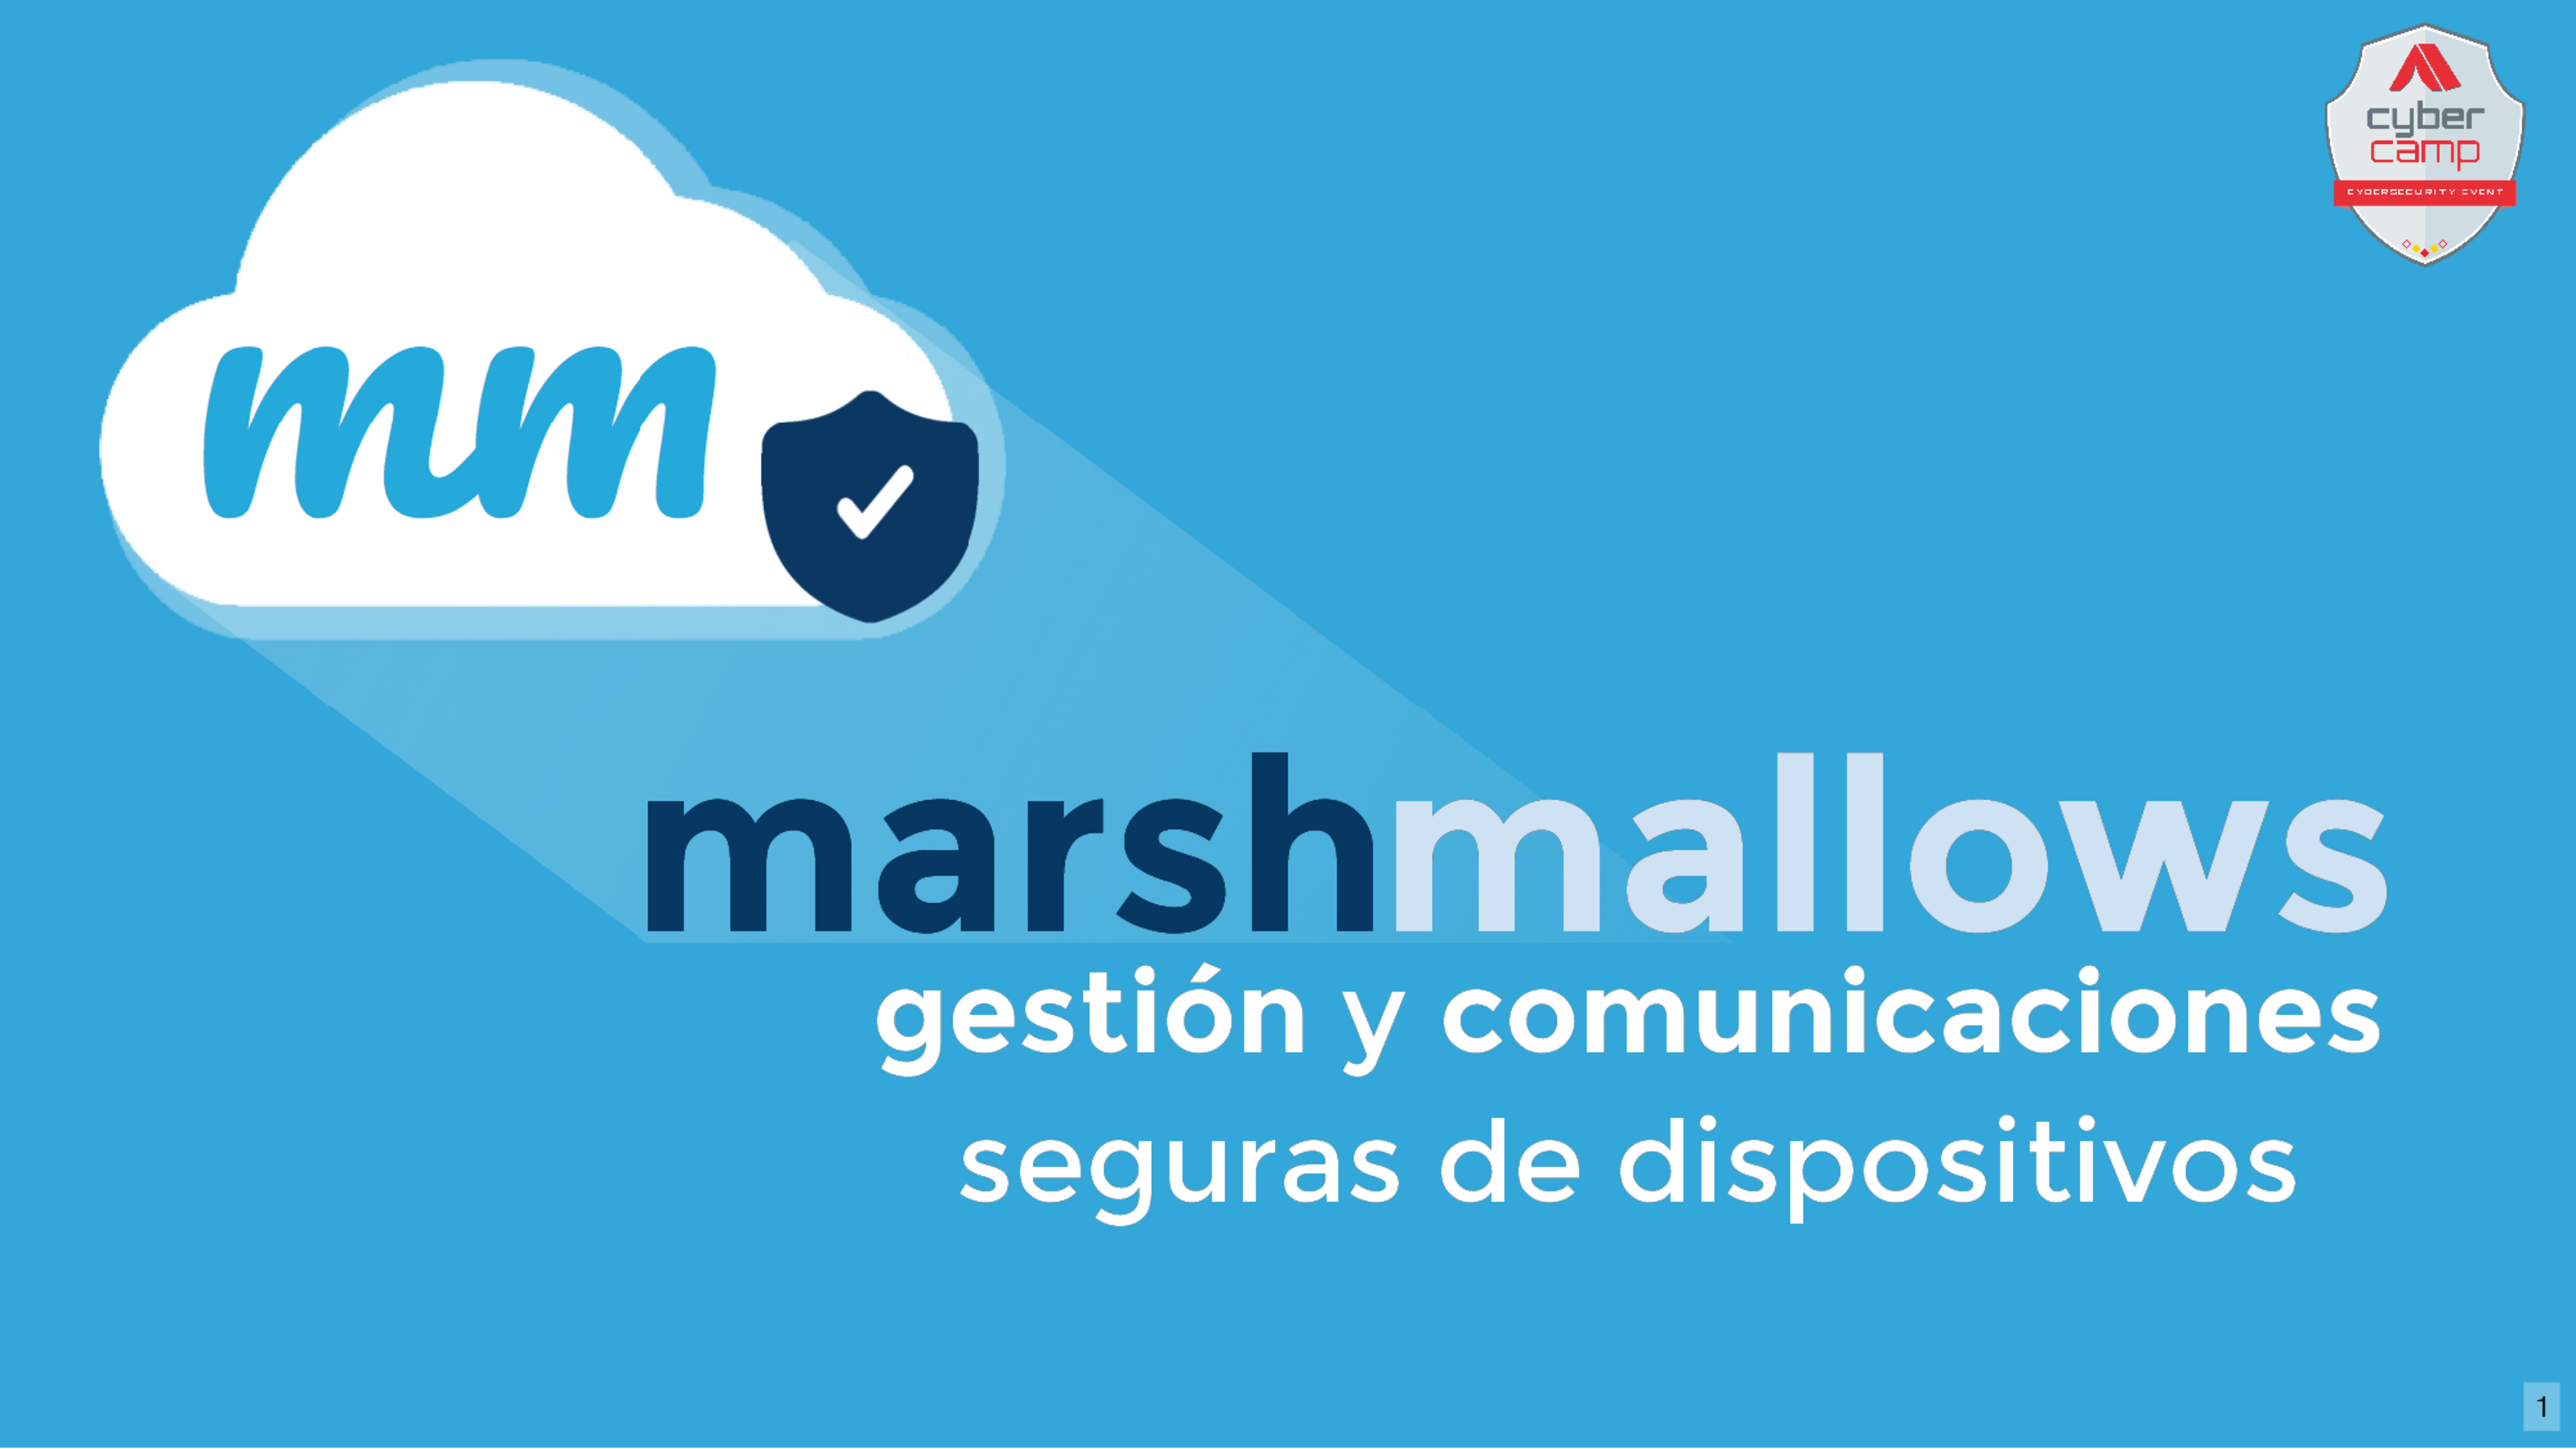 cyber
camp
CYBERSECURITY EVENT
mm
marshmallows
gestión y comunicaciones
seguras de dispositivos
1